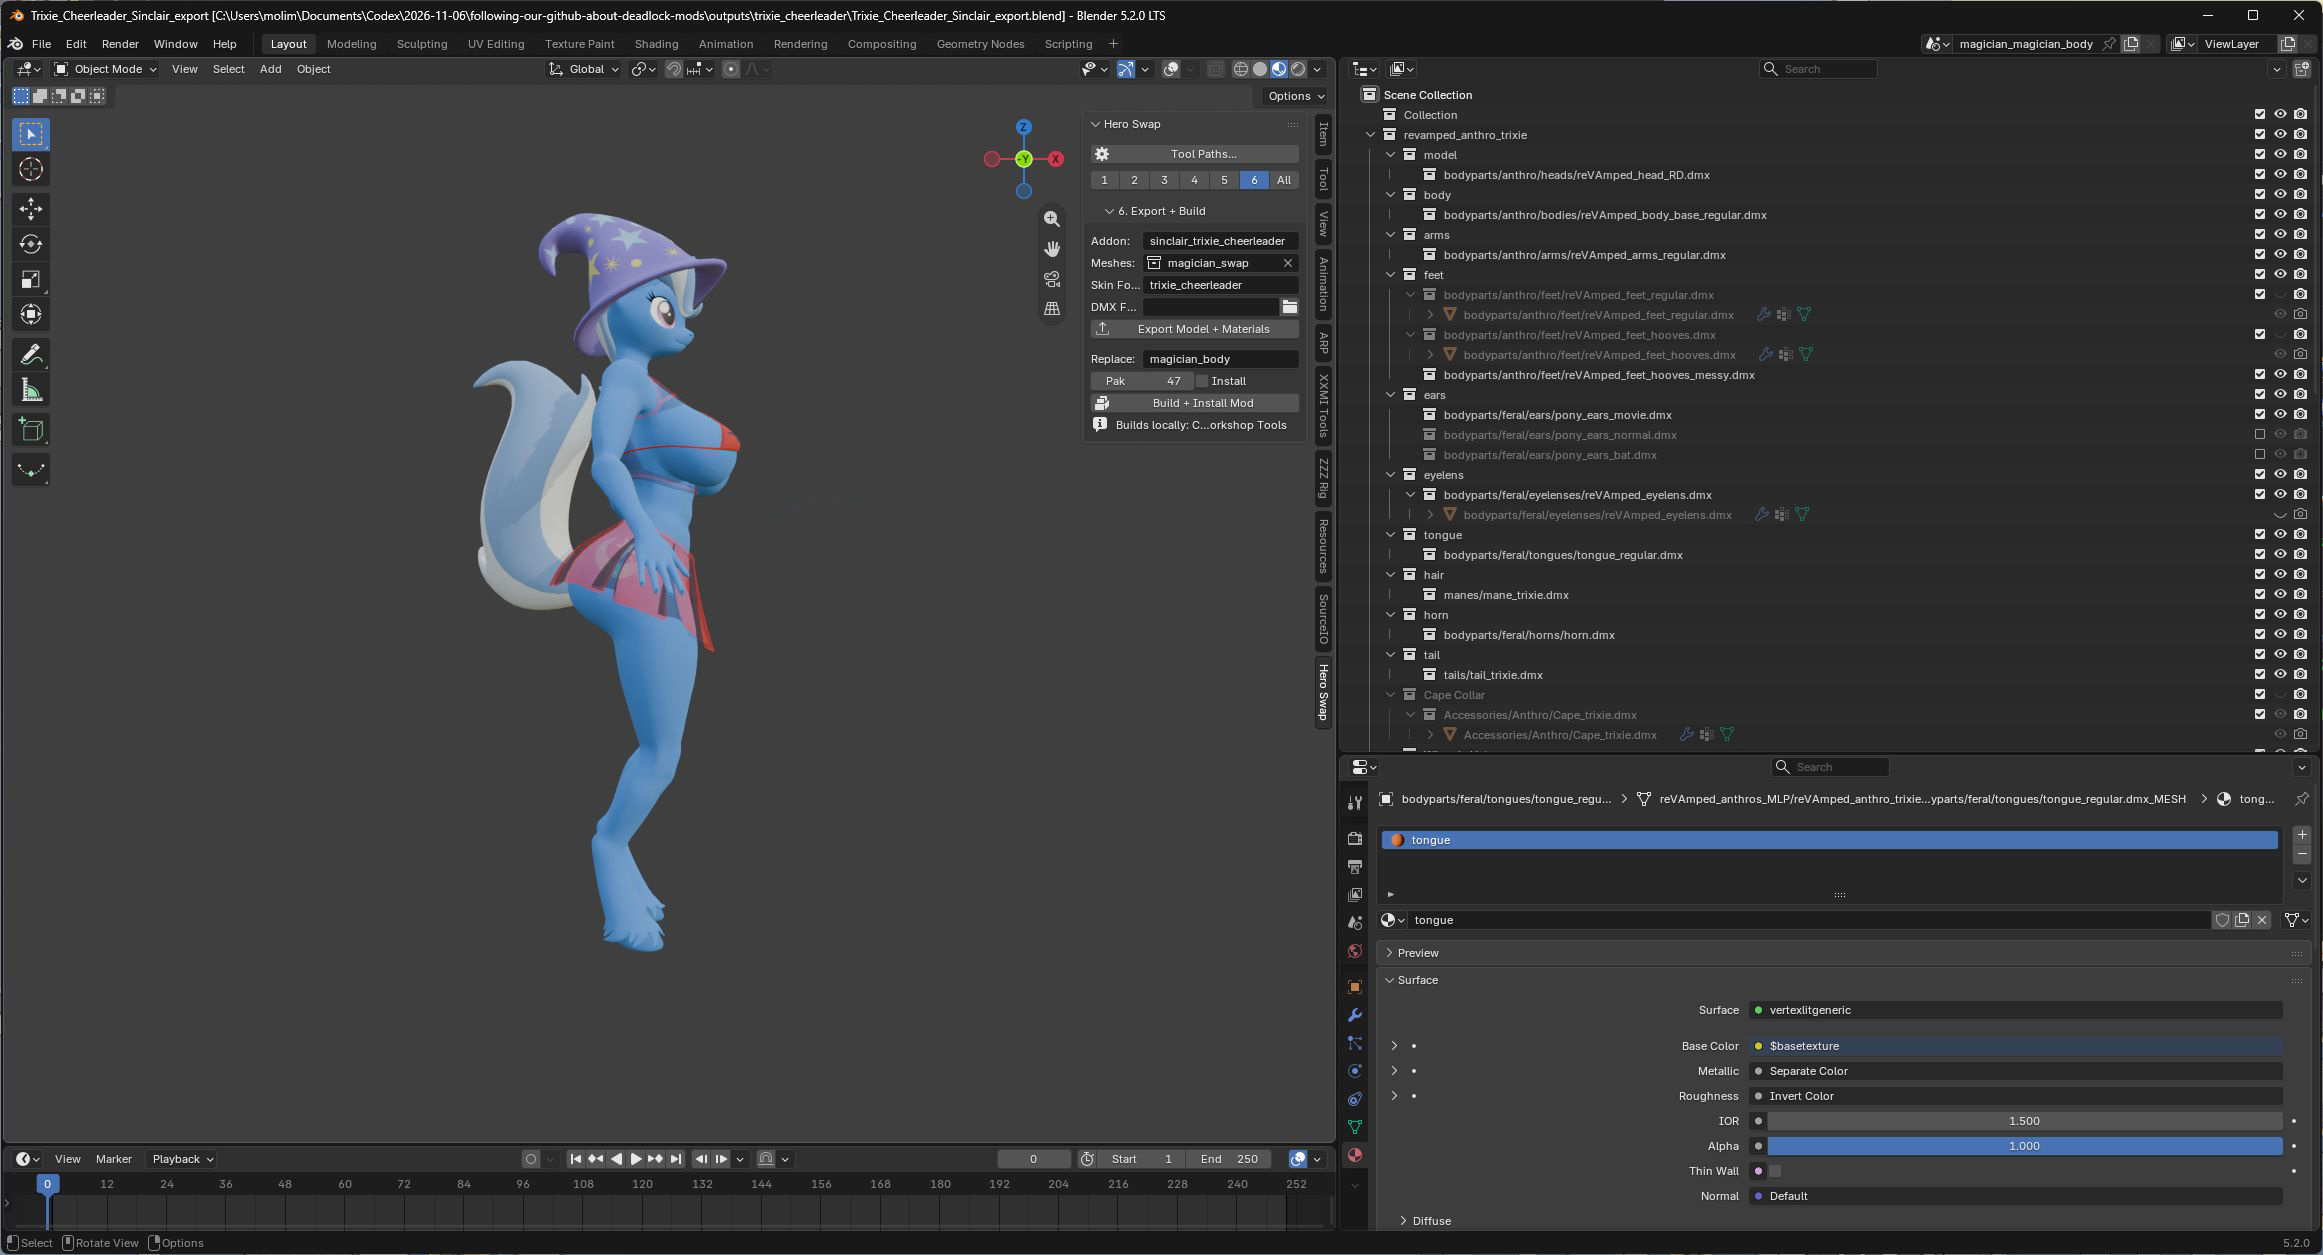 Trixie_Cheerleader_Sinclair_export [C:\Users\molim\Documents\Codex\2026-11-06\following-our-github-about-deadlock-mods\outputs\trixie_cheerleader\Trixie_Cheerleader_Sinclair_export.blend] - Blender 5.2.0 LTS
File Edit Render Window Help Layout Modeling Sculpting UV Editing Texture Paint Shading Animation Rendering Compositing Geometry Nodes Scripting + magician_magician_body ViewLayer
Object Mode View Select Add Object Global
Search
Options
Z
-Y
X
Hero Swap
Tool Paths...
1 2 3 4 5 6 All
6. Export + Build
Addon: sinclair_trixie_cheerleader
Meshes: magician_swap
Skin Fo... trixie_cheerleader
DMX F...
Export Model + Materials
Replace: magician_body
Pak 47 Install
Build + Install Mod
Builds locally: C...orkshop Tools
Item
Tool
View
Animation
ARP
XXMI Tools
ZZZ Rig
Resources
SourceIO
Hero Swap
Scene Collection
Collection
revamped_anthro_trixie
model
bodyparts/anthro/heads/reVAmped_head_RD.dmx
body
bodyparts/anthro/bodies/reVAmped_body_base_regular.dmx
arms
bodyparts/anthro/arms/reVAmped_arms_regular.dmx
feet
bodyparts/anthro/feet/reVAmped_feet_regular.dmx
bodyparts/anthro/feet/reVAmped_feet_regular.dmx
bodyparts/anthro/feet/reVAmped_feet_hooves.dmx
bodyparts/anthro/feet/reVAmped_feet_hooves.dmx
bodyparts/anthro/feet/reVAmped_feet_hooves_messy.dmx
ears
bodyparts/feral/ears/pony_ears_movie.dmx
bodyparts/feral/ears/pony_ears_normal.dmx
bodyparts/feral/ears/pony_ears_bat.dmx
eyelens
bodyparts/feral/eyelenses/reVAmped_eyelens.dmx
bodyparts/feral/eyelenses/reVAmped_eyelens.dmx
tongue
bodyparts/feral/tongues/tongue_regular.dmx
hair
manes/mane_trixie.dmx
horn
bodyparts/feral/horns/horn.dmx
tail
tails/tail_trixie.dmx
Cape Collar
Accessories/Anthro/Cape_trixie.dmx
Accessories/Anthro/Cape_trixie.dmx
Search
bodyparts/feral/tongues/tongue_regu... reVAmped_anthros_MLP/reVAmped_anthro_trixie...yparts/feral/tongues/tongue_regular.dmx_MESH tong...
tongue
tongue
Preview
Surface
Surface vertexlitgeneric
Base Color $basetexture
Metallic Separate Color
Roughness Invert Color
IOR 1.500
Alpha 1.000
Thin Wall
Normal Default
Diffuse
View Marker Playback 0 Start 1 End 250
0 12 24 36 48 60 72 84 96 108 120 132 144 156 168 180 192 204 216 228 240 252
Select Rotate View Options 5.2.0